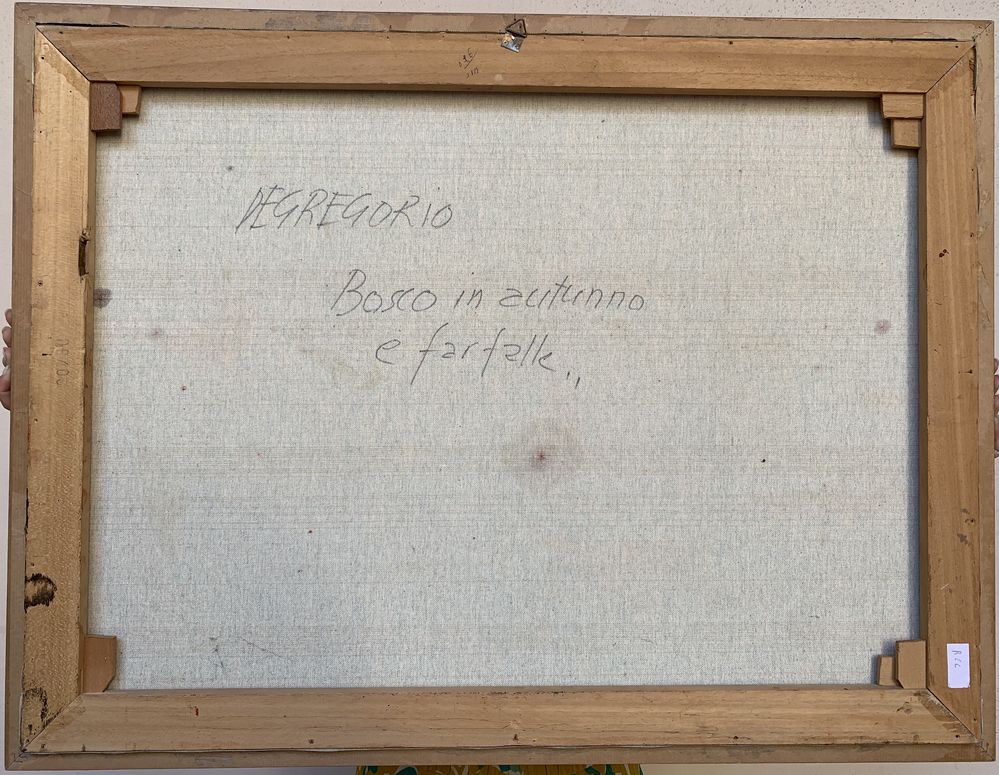 DEGREGORIO
Bosco in autunno
e farfalle..,